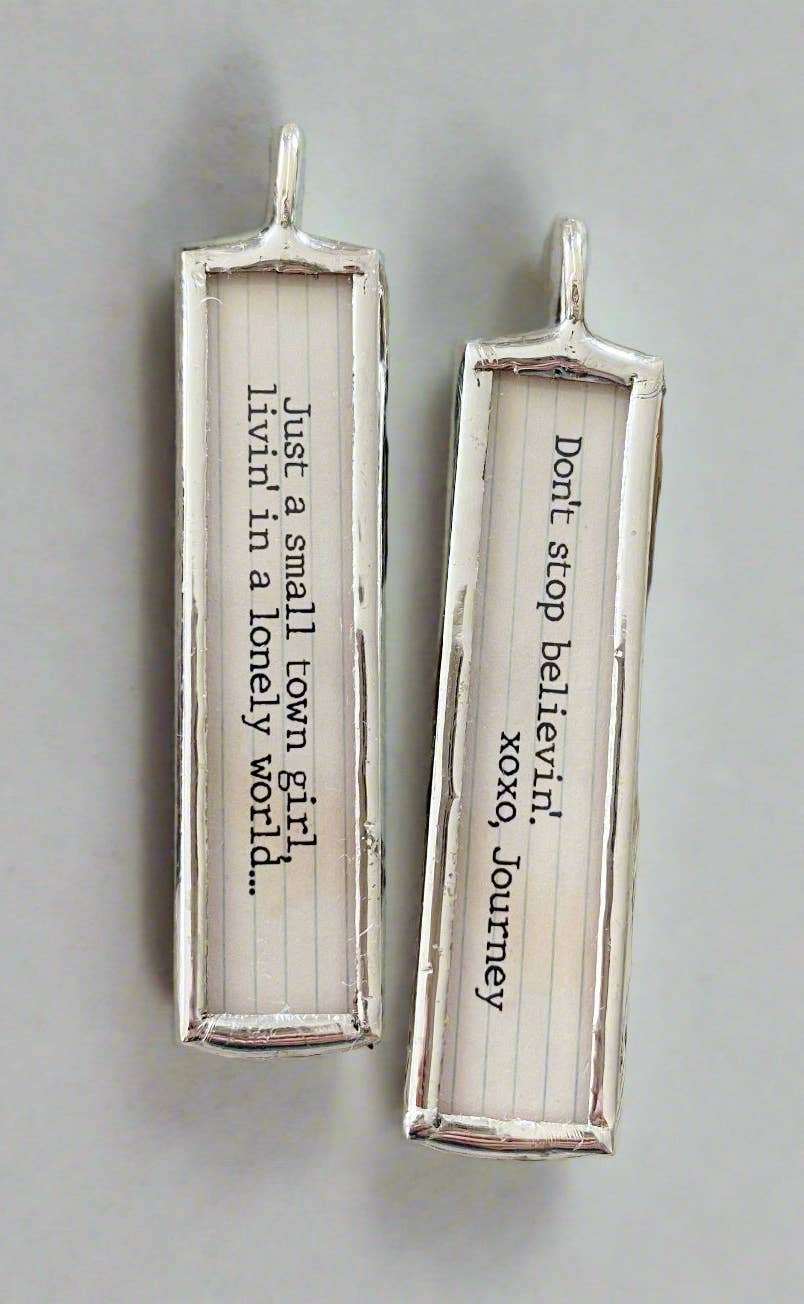 Just a small town girl,
livin' in a lonely world...
Don't stop believin'.
xoxo, Journey